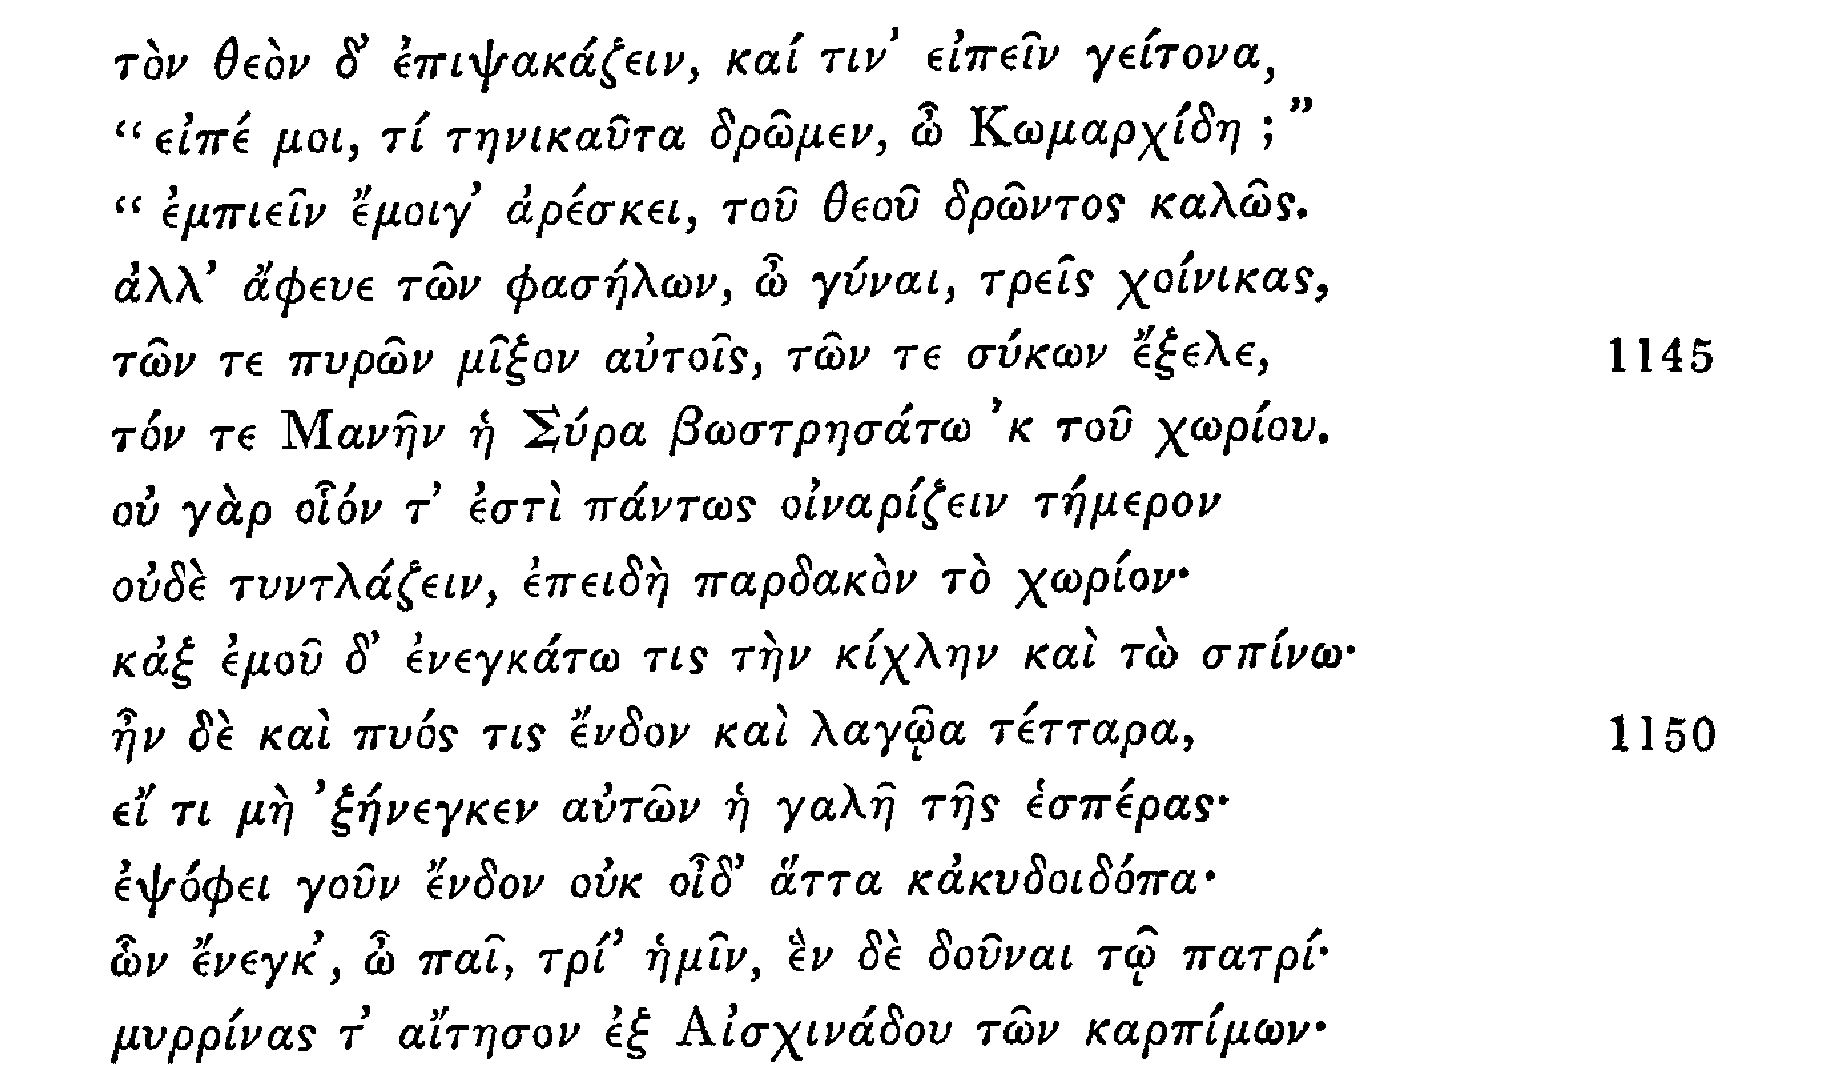 τὸν θεὸν δ’ ἐπιψακάζειν, καί τιν’ εἰπεῖν γείτονα,
“ εἰπέ μοι, τί τηνικαῦτα δρῶμεν, ὦ Κωμαρχίδη ; ”
“ ἐμπιεῖν ἔμοιγ’ ἀρέσκει, τοῦ θεοῦ δρῶντος καλῶς.
ἀλλ’ ἄφευε τῶν φασήλων, ὦ γύναι, τρεῖς χοίνικας,
τῶν τε πυρῶν μῖξον αὐτοῖς, τῶν τε σύκων ἔξελε, 1145
τόν τε Μανῆν ἡ Σύρα βωστρησάτω ’κ τοῦ χωρίου.
οὐ γὰρ οἷόν τ’ ἐστὶ πάντως οἰναρίζειν τήμερον
οὐδὲ τυντλάζειν, ἐπειδὴ παρδακὸν τὸ χωρίον·
κἀξ ἐμοῦ δ’ ἐνεγκάτω τις τὴν κίχλην καὶ τὼ σπίνω·
ἦν δὲ καὶ πυός τις ἔνδον καὶ λαγῷα τέτταρα, 1150
εἴ τι μὴ ’ξήνεγκεν αὐτῶν ἡ γαλῆ τῆς ἑσπέρας·
ἐψόφει γοῦν ἔνδον οὐκ οἶδ’ ἅττα κἀκυδοιδόπα·
ὧν ἔνεγκ’, ὦ παῖ, τρί’ ἡμῖν, ἓν δὲ δοῦναι τῷ πατρί·
μυρρίνας τ’ αἴτησον ἐξ Αἰσχινάδου τῶν καρπίμων·